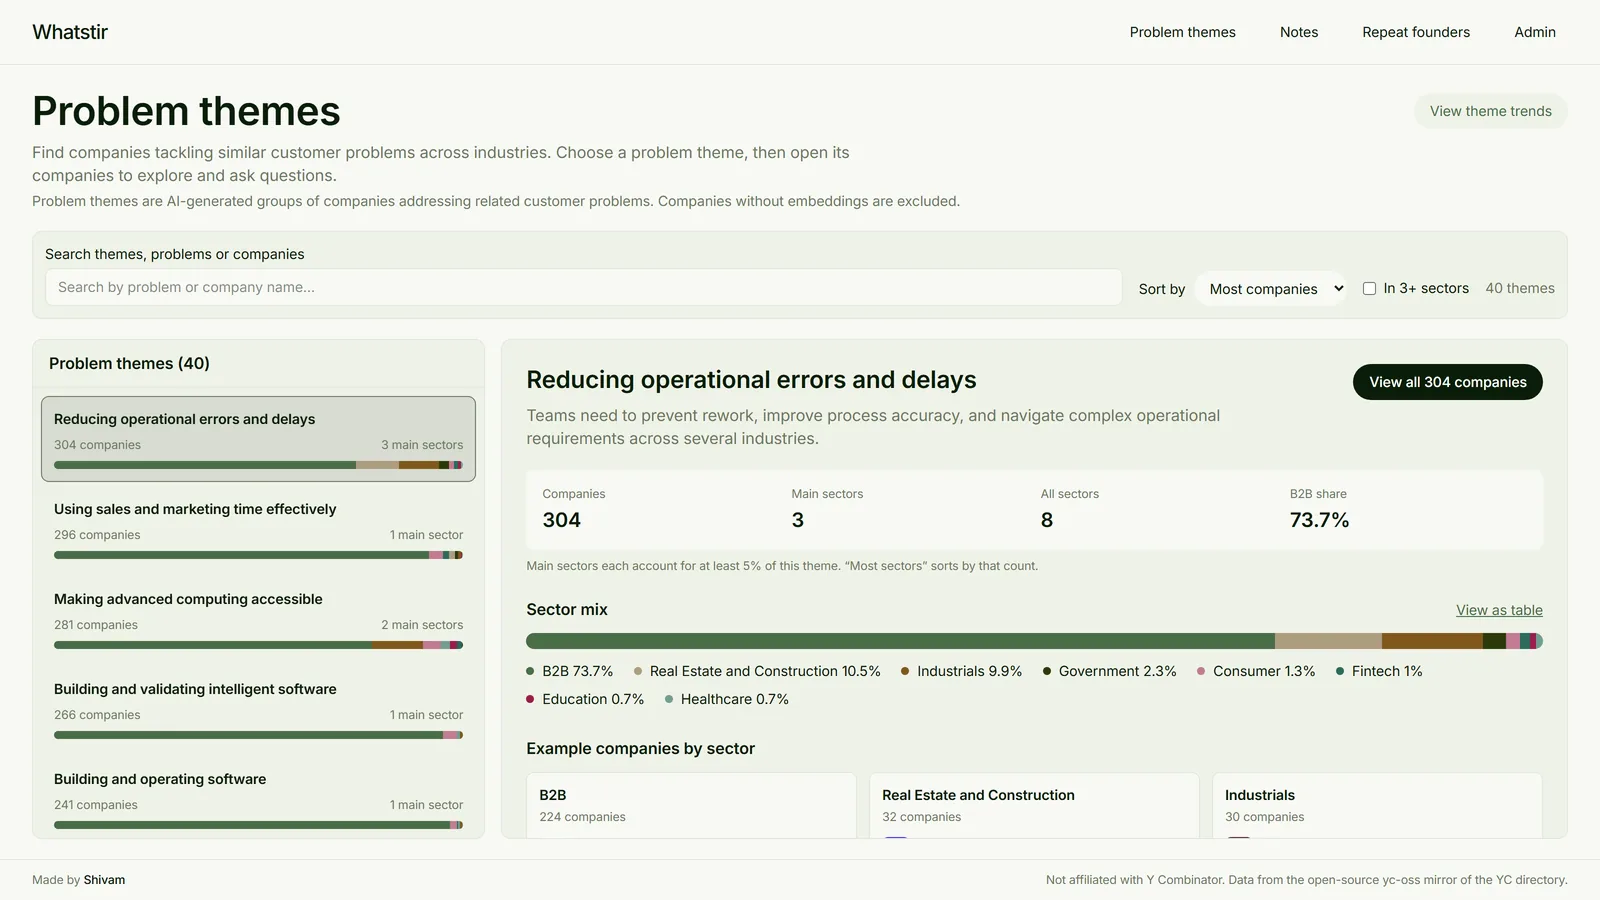 Whatstir
Problem themes
Notes
Repeat founders
Admin
Problem themes
View theme trends
Find companies tackling similar customer problems across industries. Choose a problem theme, then open its
companies to explore and ask questions.
Problem themes are AI-generated groups of companies addressing related customer problems. Companies without embeddings are excluded.
Search themes, problems or companies
Search by problem or company name...
Sort by
Most companies
In 3+ sectors
40 themes
Problem themes (40)
Reducing operational errors and delays
304 companies
3 main sectors
Using sales and marketing time effectively
296 companies
1 main sector
Making advanced computing accessible
281 companies
2 main sectors
Building and validating intelligent software
266 companies
1 main sector
Building and operating software
241 companies
1 main sector
Reducing operational errors and delays
View all 304 companies
Teams need to prevent rework, improve process accuracy, and navigate complex operational
requirements across several industries.
Companies
304
Main sectors
3
All sectors
8
B2B share
73.7%
Main sectors each account for at least 5% of this theme. “Most sectors” sorts by that count.
Sector mix
View as table
B2B 73.7%
Real Estate and Construction 10.5%
Industrials 9.9%
Government 2.3%
Consumer 1.3%
Fintech 1%
Education 0.7%
Healthcare 0.7%
Example companies by sector
B2B
224 companies
Real Estate and Construction
32 companies
Industrials
30 companies
Made by Shivam
Not affiliated with Y Combinator. Data from the open-source yc-oss mirror of the YC directory.